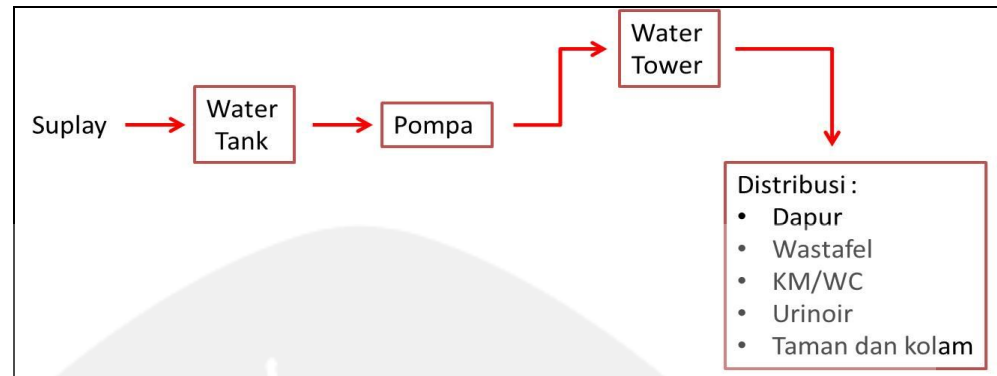 Suplay
Water
Tank
Pompa
Water
Tower
Distribusi :
• Dapur
• Wastafel
• KM/WC
• Urinoir
• Taman dan kolam